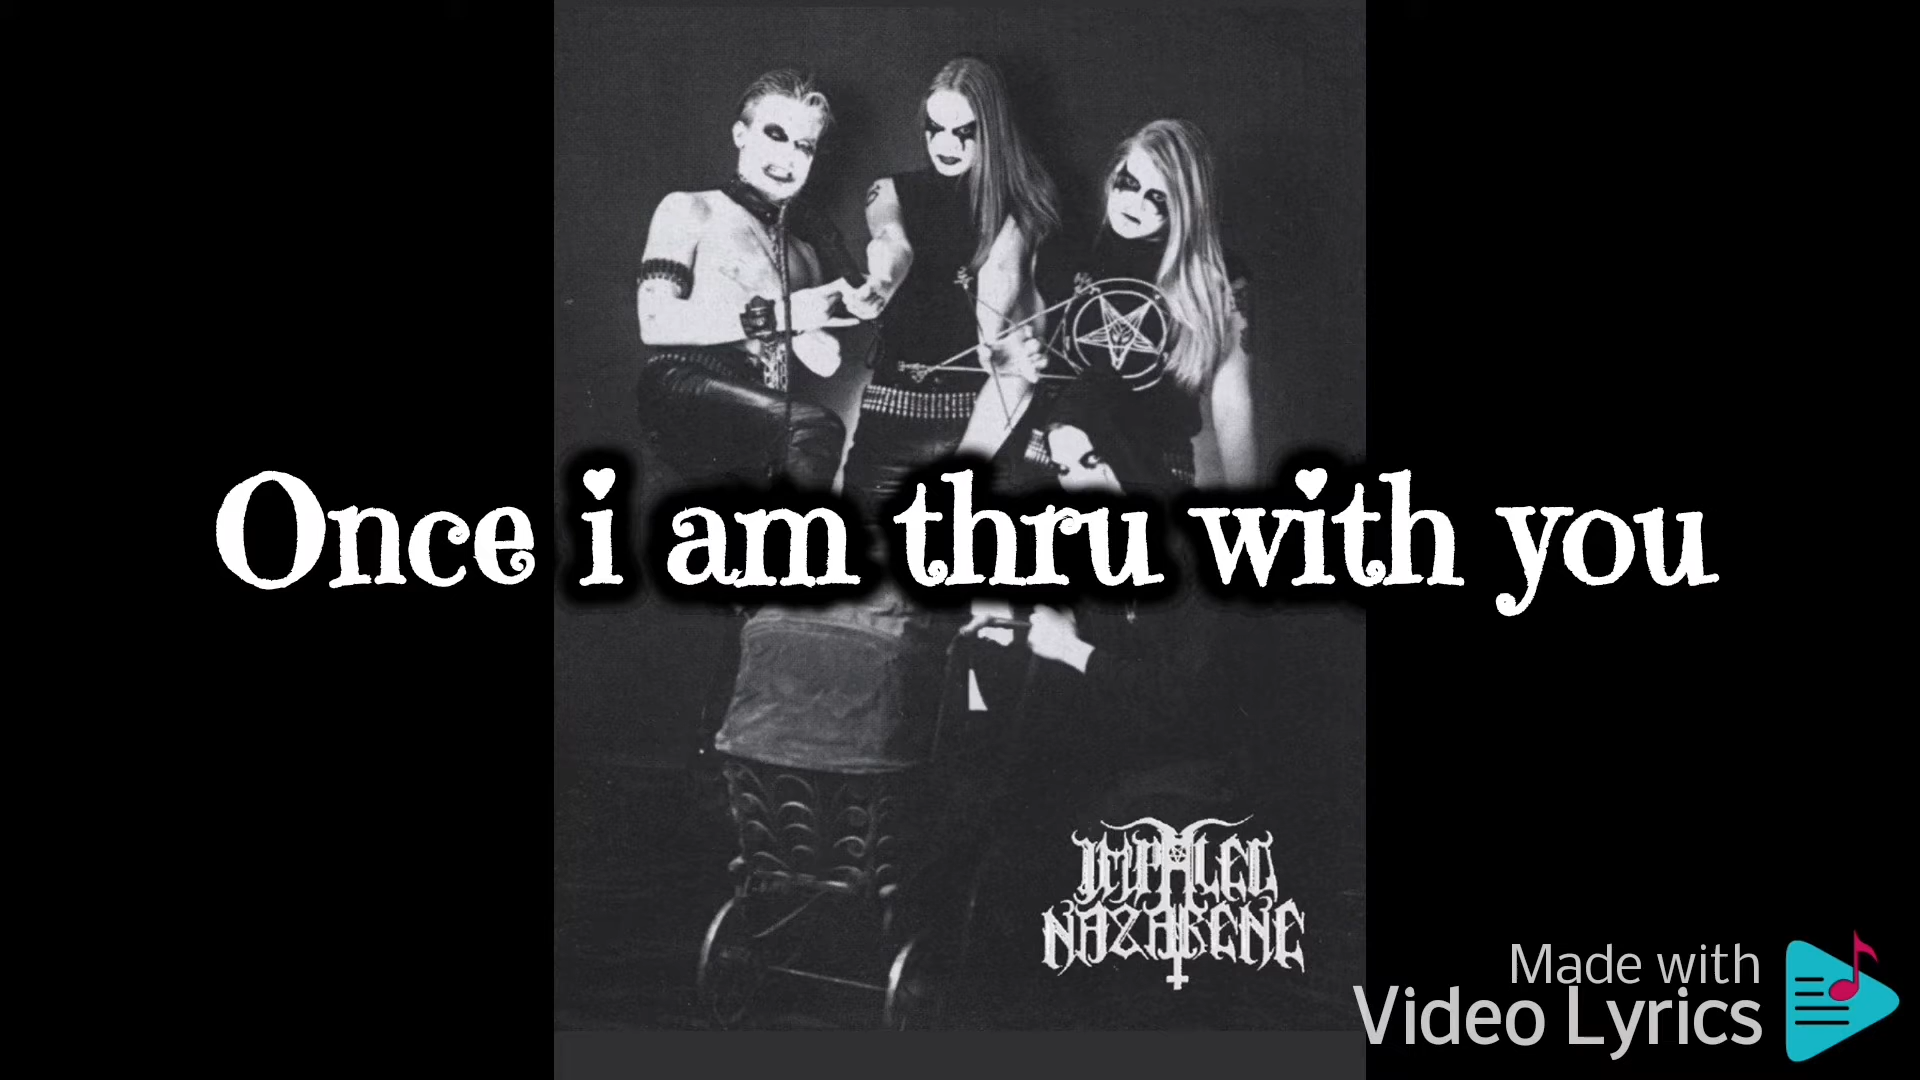 Once i am thru with you
IMPALED
NAZARENE
Made with
Video Lyrics